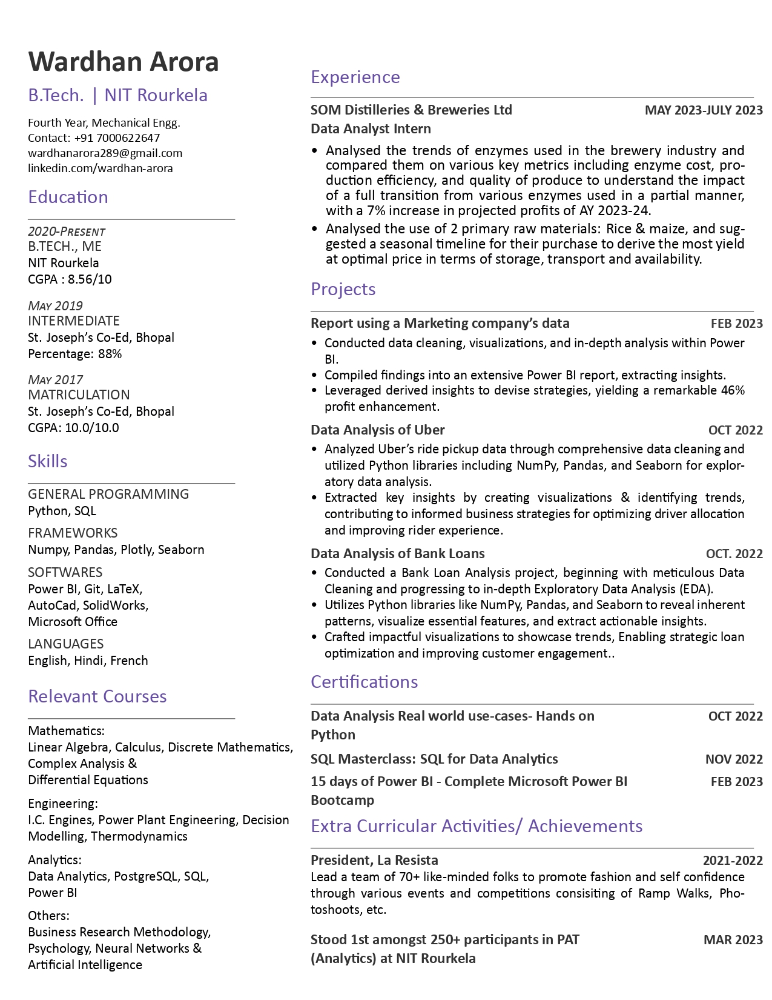 Wardhan Arora
B.Tech. | NIT Rourkela
Fourth Year, Mechanical Engg.
Contact: +91 7000622647
wardhanarora289@gmail.com
linkedin.com/wardhan-arora
Education
2020-Present
B.TECH., ME
NIT Rourkela
CGPA : 8.56/10
May 2019
INTERMEDIATE
St. Joseph’s Co-Ed, Bhopal
Percentage: 88%
May 2017
MATRICULATION
St. Joseph’s Co-Ed, Bhopal
CGPA: 10.0/10.0
Skills
GENERAL PROGRAMMING
Python, SQL
FRAMEWORKS
Numpy, Pandas, Plotly, Seaborn
SOFTWARES
Power BI, Git, LaTeX,
AutoCad, SolidWorks,
Microsoft Office
LANGUAGES
English, Hindi, French
Relevant Courses
Mathematics:
Linear Algebra, Calculus, Discrete Mathematics,
Complex Analysis &
Differential Equations
Engineering:
I.C. Engines, Power Plant Engineering, Decision
Modelling, Thermodynamics
Analytics:
Data Analytics, PostgreSQL, SQL,
Power BI
Others:
Business Research Methodology,
Psychology, Neural Networks &
Artificial Intelligence
Experience
SOM Distilleries & Breweries Ltd MAY 2023-JULY 2023
Data Analyst Intern
• Analysed the trends of enzymes used in the brewery industry and
compared them on various key metrics including enzyme cost, pro-
duction efficiency, and quality of produce to understand the impact
of a full transition from various enzymes used in a partial manner,
with a 7% increase in projected profits of AY 2023-24.
• Analysed the use of 2 primary raw materials: Rice & maize, and sug-
gested a seasonal timeline for their purchase to derive the most yield
at optimal price in terms of storage, transport and availability.
Projects
Report using a Marketing company’s data FEB 2023
• Conducted data cleaning, visualizations, and in-depth analysis within Power
BI.
• Compiled findings into an extensive Power BI report, extracting insights.
• Leveraged derived insights to devise strategies, yielding a remarkable 46%
profit enhancement.
Data Analysis of Uber OCT 2022
• Analyzed Uber’s ride pickup data through comprehensive data cleaning and
utilized Python libraries including NumPy, Pandas, and Seaborn for explor-
atory data analysis.
• Extracted key insights by creating visualizations & identifying trends,
contributing to informed business strategies for optimizing driver allocation
and improving rider experience.
Data Analysis of Bank Loans OCT. 2022
• Conducted a Bank Loan Analysis project, beginning with meticulous Data
Cleaning and progressing to in-depth Exploratory Data Analysis (EDA).
• Utilizes Python libraries like NumPy, Pandas, and Seaborn to reveal inherent
patterns, visualize essential features, and extract actionable insights.
• Crafted impactful visualizations to showcase trends, Enabling strategic loan
optimization and improving customer engagement..
Certifications
Data Analysis Real world use-cases- Hands on OCT 2022
Python
SQL Masterclass: SQL for Data Analytics NOV 2022
15 days of Power BI - Complete Microsoft Power BI FEB 2023
Bootcamp
Extra Curricular Activities/ Achievements
President, La Resista 2021-2022
Lead a team of 70+ like-minded folks to promote fashion and self confidence
through various events and competitions consisiting of Ramp Walks, Pho-
toshoots, etc.
Stood 1st amongst 250+ participants in PAT MAR 2023
(Analytics) at NIT Rourkela